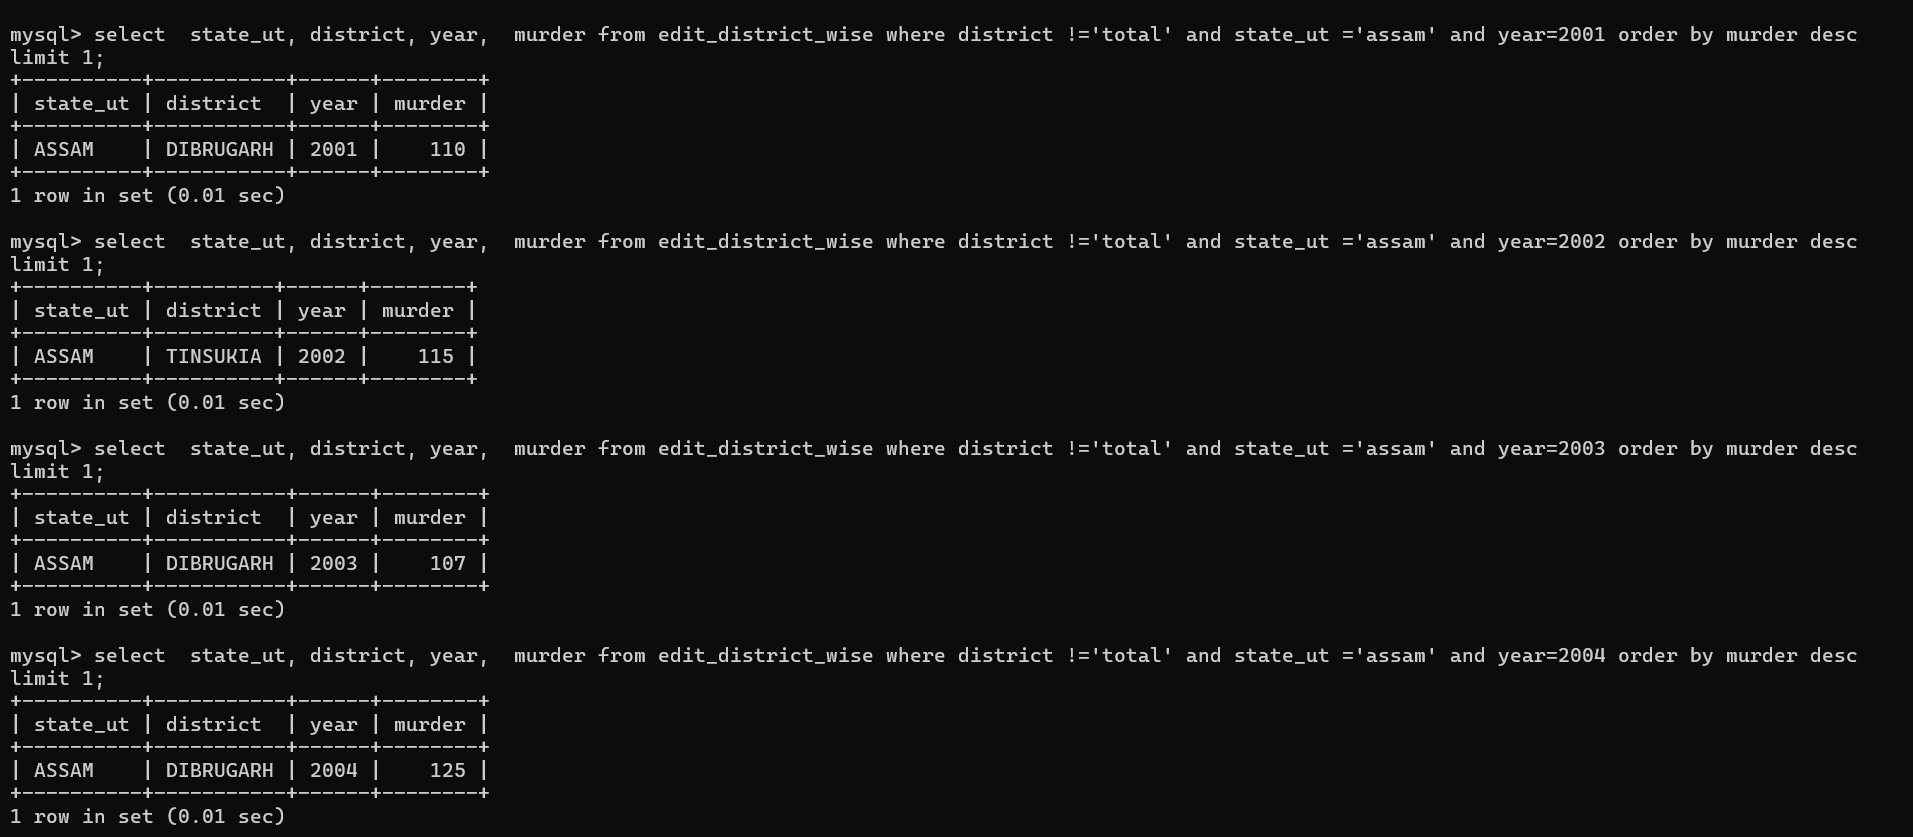 mysql> select  state_ut, district, year,  murder from edit_district_wise where district !='total' and state_ut ='assam' and year=2001 order by murder desc
limit 1;
+----------+-----------+------+--------+
| state_ut | district  | year | murder |
+----------+-----------+------+--------+
| ASSAM    | DIBRUGARH | 2001 |    110 |
+----------+-----------+------+--------+
1 row in set (0.01 sec)

mysql> select  state_ut, district, year,  murder from edit_district_wise where district !='total' and state_ut ='assam' and year=2002 order by murder desc
limit 1;
+----------+----------+------+--------+
| state_ut | district | year | murder |
+----------+----------+------+--------+
| ASSAM    | TINSUKIA | 2002 |    115 |
+----------+----------+------+--------+
1 row in set (0.01 sec)

mysql> select  state_ut, district, year,  murder from edit_district_wise where district !='total' and state_ut ='assam' and year=2003 order by murder desc
limit 1;
+----------+-----------+------+--------+
| state_ut | district  | year | murder |
+----------+-----------+------+--------+
| ASSAM    | DIBRUGARH | 2003 |    107 |
+----------+-----------+------+--------+
1 row in set (0.01 sec)

mysql> select  state_ut, district, year,  murder from edit_district_wise where district !='total' and state_ut ='assam' and year=2004 order by murder desc
limit 1;
+----------+-----------+------+--------+
| state_ut | district  | year | murder |
+----------+-----------+------+--------+
| ASSAM    | DIBRUGARH | 2004 |    125 |
+----------+-----------+------+--------+
1 row in set (0.01 sec)